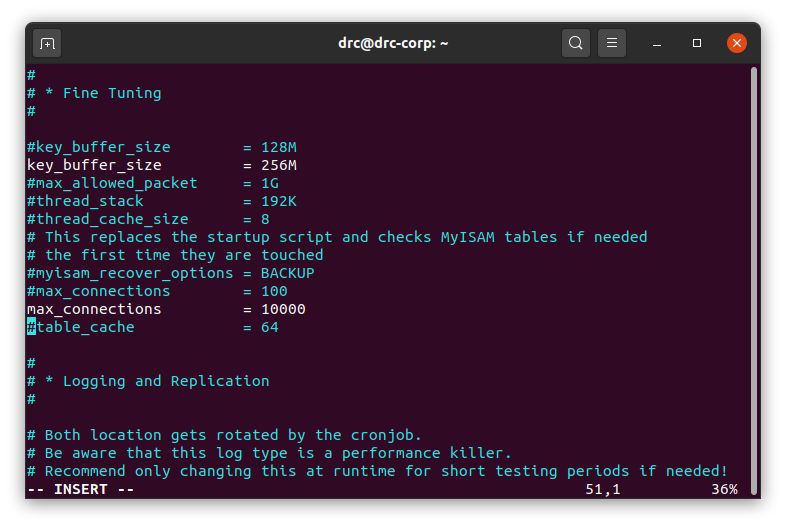 drc@drc-corp: ~
#
# * Fine Tuning
#
#key_buffer_size        = 128M
key_buffer_size         = 256M
#max_allowed_packet     = 1G
#thread_stack           = 192K
#thread_cache_size      = 8
# This replaces the startup script and checks MyISAM tables if needed
# the first time they are touched
#myisam_recover_options = BACKUP
#max_connections        = 100
max_connections         = 10000
#table_cache            = 64
#
# * Logging and Replication
#
# Both location gets rotated by the cronjob.
# Be aware that this log type is a performance killer.
# Recommend only changing this at runtime for short testing periods if needed!
-- INSERT -- 51,1 36%